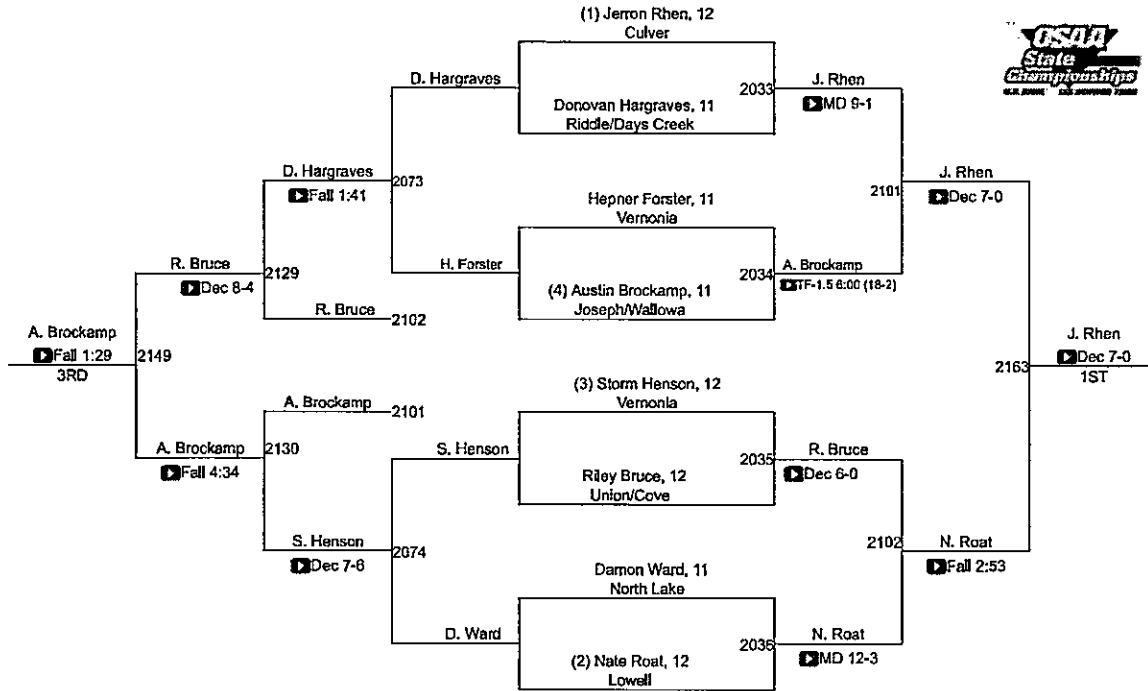 (1) Jerron Rhen, 12
Culver
OSAA
State
Championships
D. Hargraves
2033
J. Rhen
MD 9-1
Donovan Hargraves, 11
Riddle/Days Creek
D. Hargraves
Fall 1:41
2073
2101
J. Rhen
Dec 7-0
Hepner Forster, 11
Vernonia
R. Bruce
Dec 8-4
2129
H. Forster
2034
A. Brockamp
TF-1.5 6:00 (18-2)
(4) Austin Brockamp, 11
Joseph/Wallowa
R. Bruce
2102
A. Brockamp
Fall 1:29
3RD
2149
2163
J. Rhen
Dec 7-0
1ST
(3) Storm Henson, 12
Vernonia
A. Brockamp
2101
A. Brockamp
Fall 4:34
2130
S. Henson
2035
R. Bruce
Dec 6-0
Riley Bruce, 12
Union/Cove
S. Henson
Dec 7-6
2074
2102
N. Roat
Fall 2:53
Damon Ward, 11
North Lake
D. Ward
2036
N. Roat
MD 12-3
(2) Nate Roat, 12
Lowell